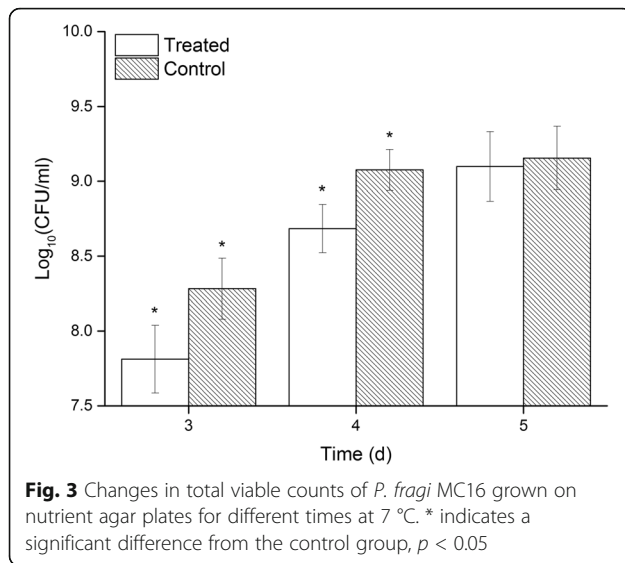 10.0
Treated
Control
9.5
*
9.0
*
Log₁₀(CFU/ml)
8.5
*
*
8.0
7.5
3
4
5
Time (d)
Fig. 3 Changes in total viable counts of P. fragi MC16 grown on
nutrient agar plates for different times at 7 °C. * indicates a
significant difference from the control group, p < 0.05